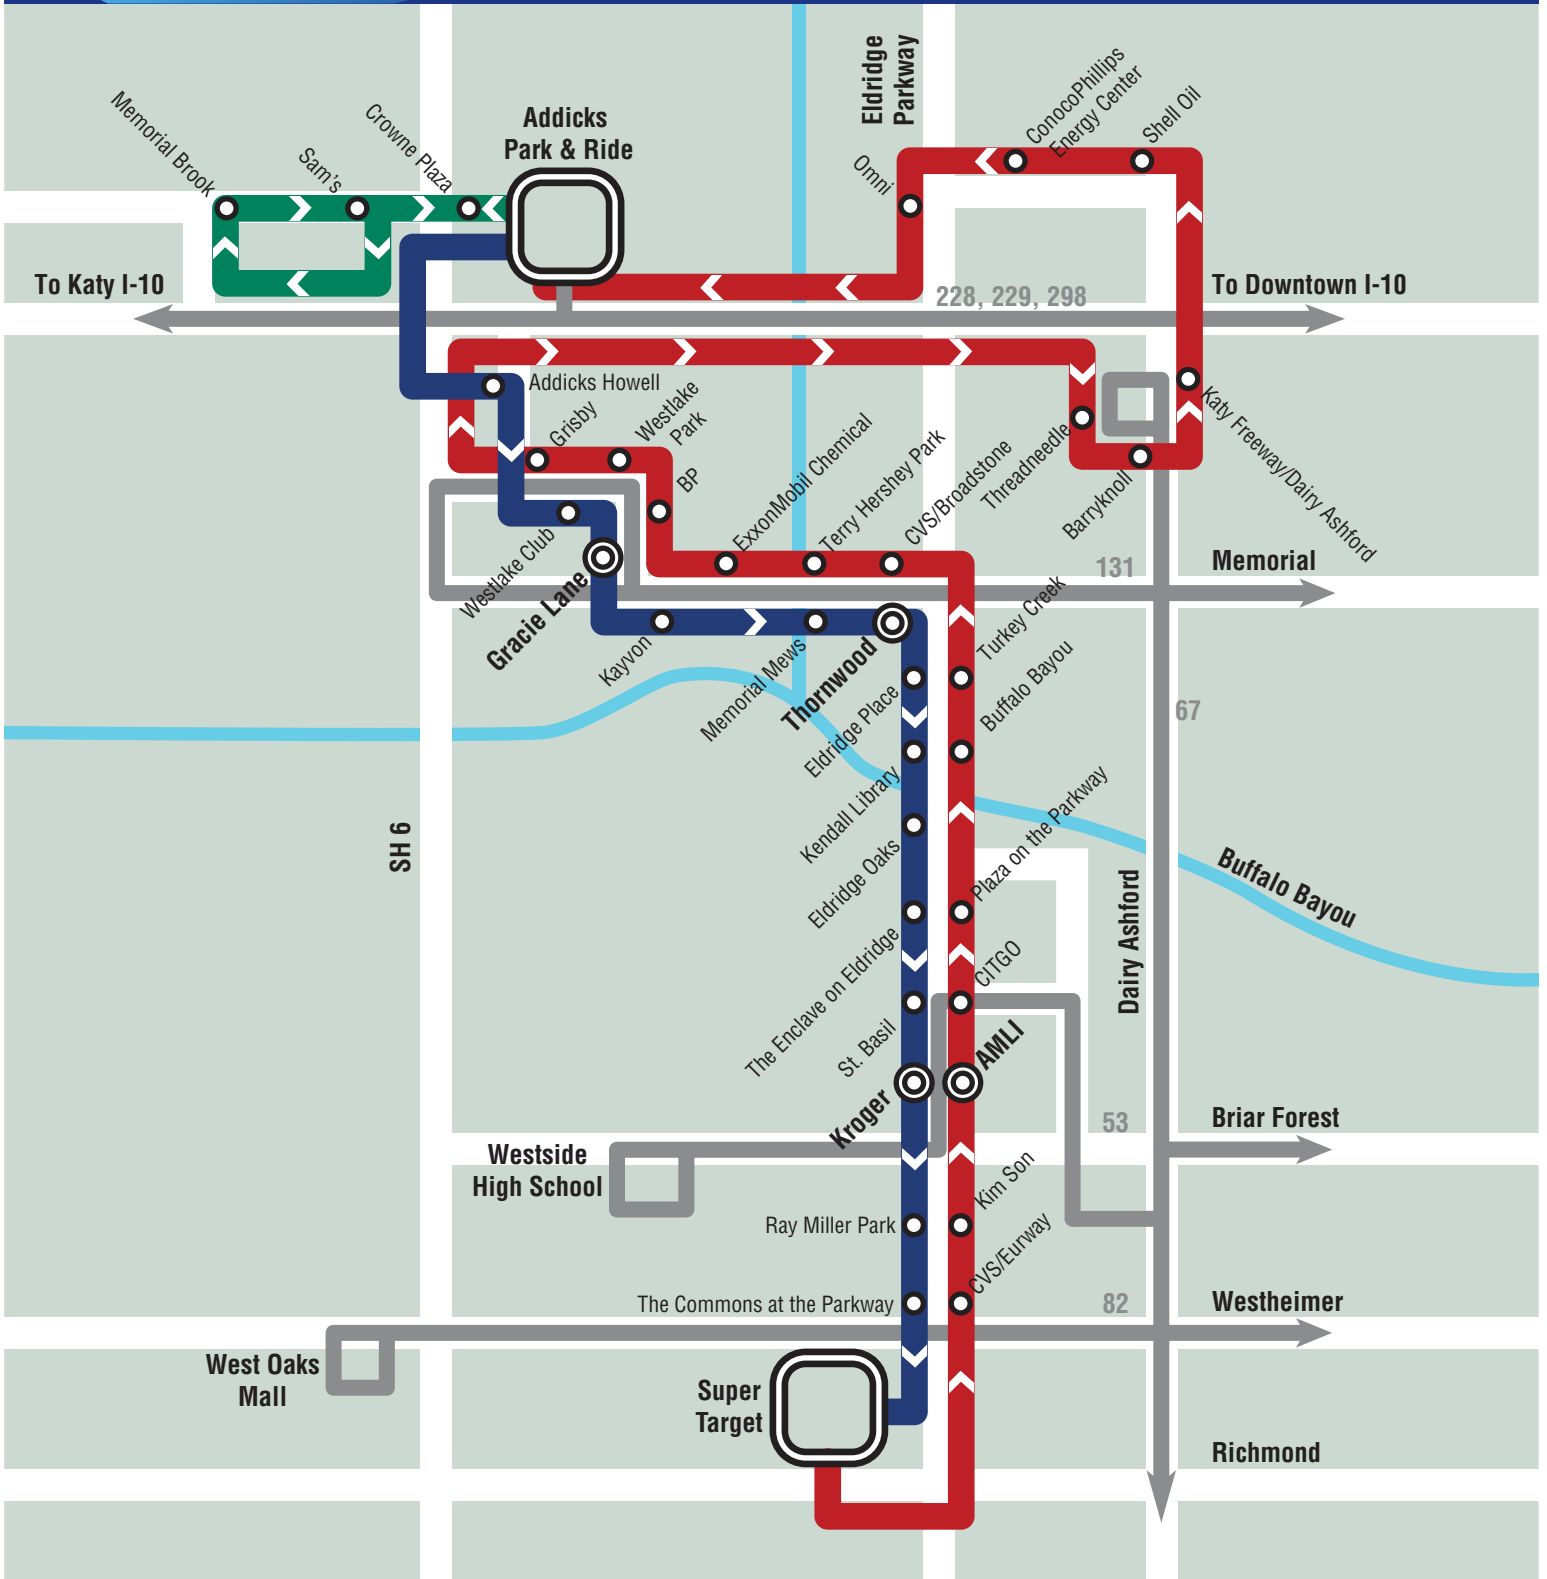 Eldridge
Parkway
ConocoPhillips
Energy Center
Shell Oil
Memorial Brook
Sam's
Crowne Plaza
Addicks
Park & Ride
Omni
To Katy I-10
228, 229, 298
To Downtown I-10
Addicks Howell
Grisby
Westlake
Park
BP
ExxonMobil Chemical
Terry Hershey Park
CVS/Broadstone
Threadneedle
Barryknoll
Katy Freeway/Dairy Ashford
Westlake Club
Gracie Lane
131
Memorial
Kayvon
Memorial Mews
Thornwood
Turkey Creek
Eldridge Place
Buffalo Bayou
67
Kendall Library
Plaza on the Parkway
SH 6
Eldridge Oaks
Buffalo Bayou
Dairy Ashford
The Enclave on Eldridge
CITGO
St. Basil
AMLI
Kroger
53
Briar Forest
Westside
High School
Kim Son
Ray Miller Park
CVS/Eurway
The Commons at the Parkway
82
Westheimer
West Oaks
Mall
Super
Target
Richmond